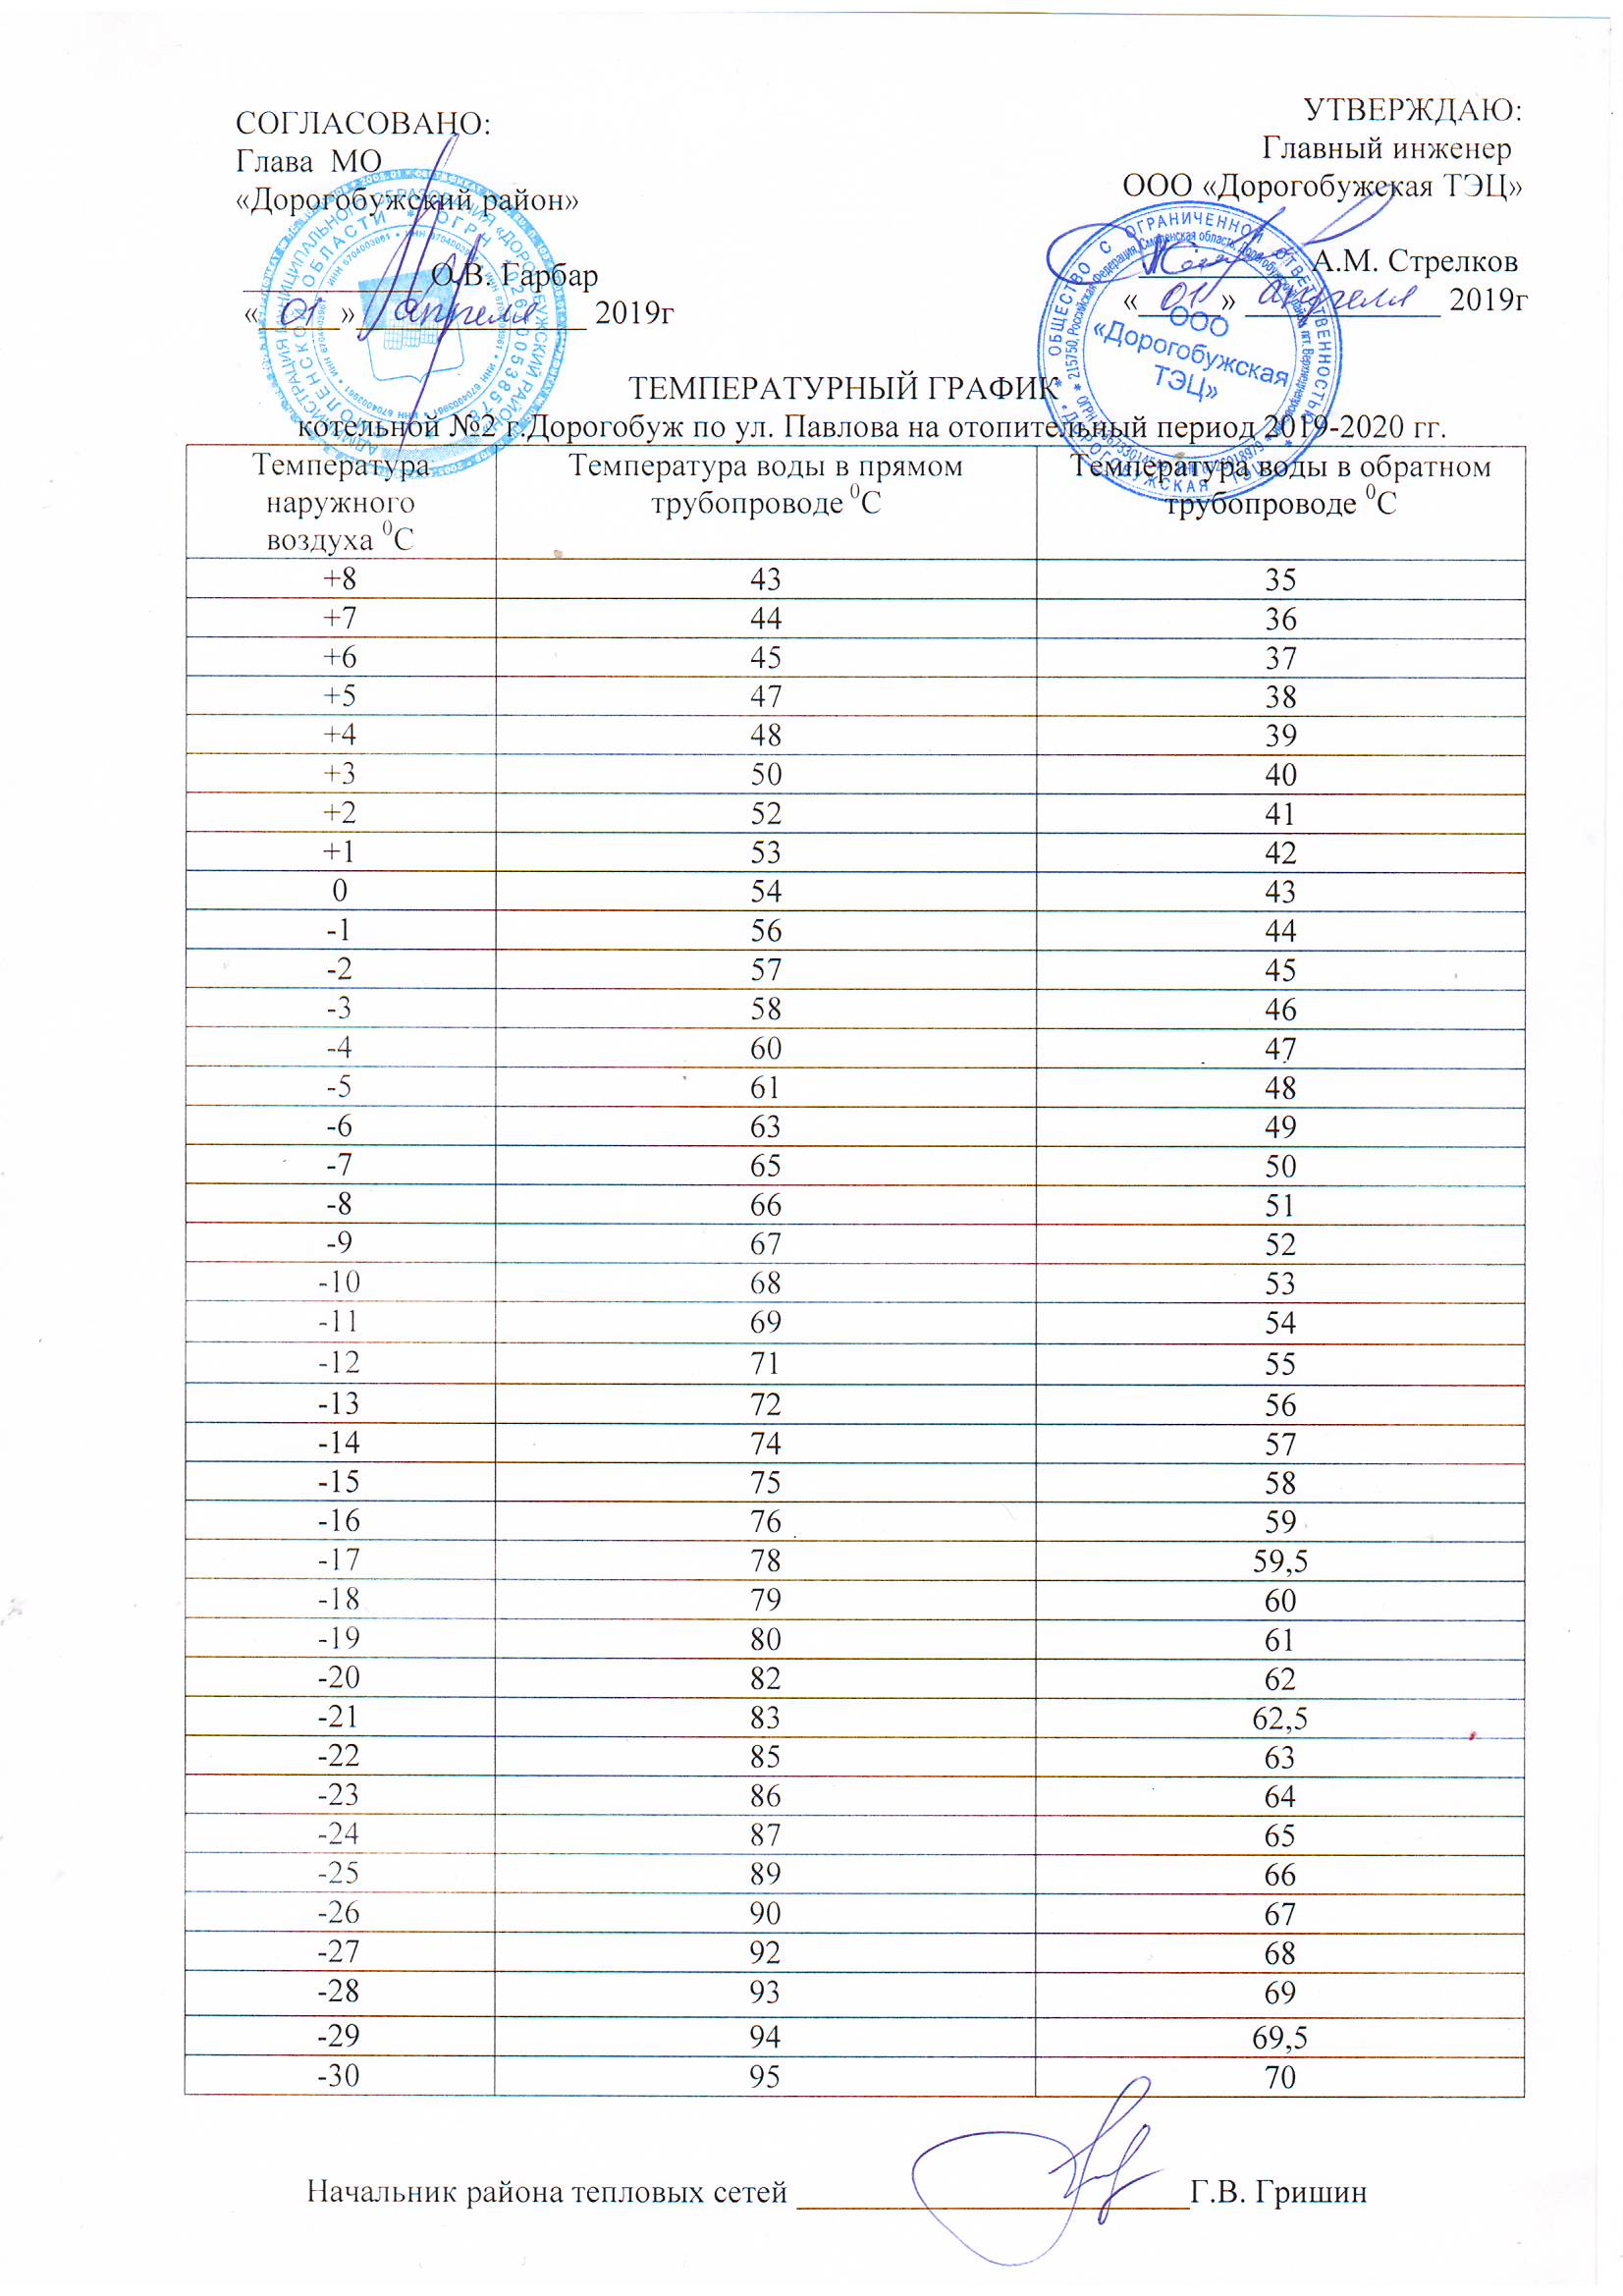 СОГЛАСОВАНО:
Глава МО
«Дорогобужский район»
О.В. Гарбар
«01» апреля 2019г
УТВЕРЖДАЮ:
Главный инженер
ООО «Дорогобужская ТЭЦ»
А.М. Стрелков
«01» апреля 2019г
ООО
«Дорогобужская
ТЭЦ»
ТЕМПЕРАТУРНЫЙ ГРАФИК
котельной №2 г.Дорогобуж по ул. Павлова на отопительный период 2019-2020 гг.
Температура наружного воздуха ⁰С | Температура воды в прямом трубопроводе ⁰С | Температура воды в обратном трубопроводе ⁰С
+8 43 35
+7 44 36
+6 45 37
+5 47 38
+4 48 39
+3 50 40
+2 52 41
+1 53 42
0 54 43
-1 56 44
-2 57 45
-3 58 46
-4 60 47
-5 61 48
-6 63 49
-7 65 50
-8 66 51
-9 67 52
-10 68 53
-11 69 54
-12 71 55
-13 72 56
-14 74 57
-15 75 58
-16 76 59
-17 78 59,5
-18 79 60
-19 80 61
-20 82 62
-21 83 62,5
-22 85 63
-23 86 64
-24 87 65
-25 89 66
-26 90 67
-27 92 68
-28 93 69
-29 94 69,5
-30 95 70
Начальник района тепловых сетей Г.В. Гришин